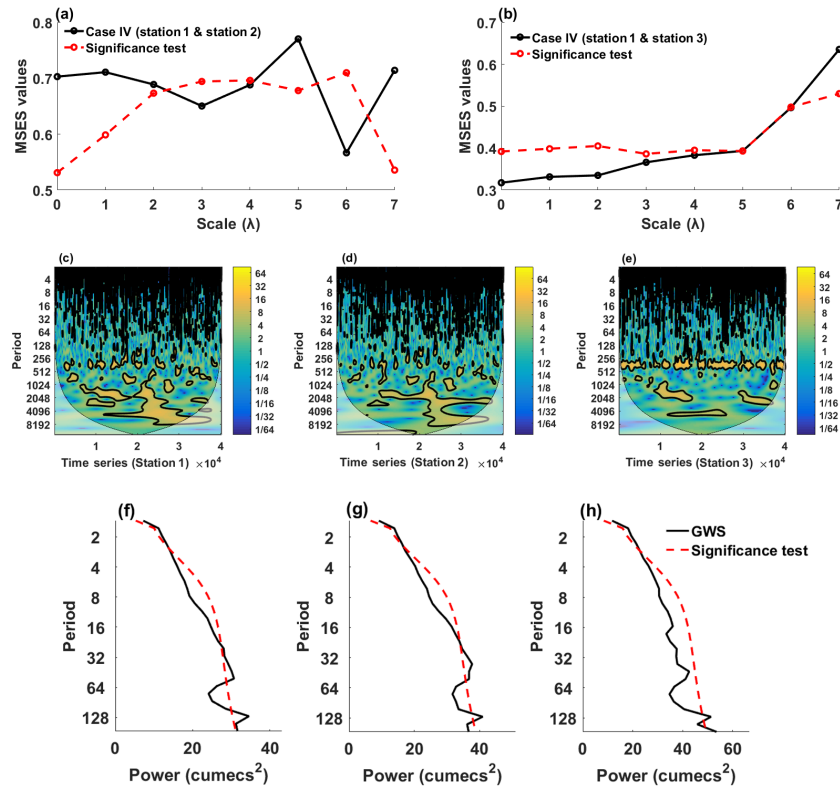 (a)
Case IV (station 1 & station 2)
Significance test
MSES values
0.8
0.7
0.6
0.5
0 1 2 3 4 5 6 7
Scale (λ)
(b)
Case IV (station 1 & station 3)
Significance test
MSES values
0.7
0.6
0.5
0.4
0.3
0 1 2 3 4 5 6 7
Scale (λ)
(c)
Period
4
8
16
32
64
128
256
512
1024
2048
4096
8192
1 2 3 4
Time series (Station 1) ×10⁴
64
32
16
8
4
2
1
1/2
1/4
1/8
1/16
1/32
1/64
(d)
Period
4
8
16
32
64
128
256
512
1024
2048
4096
8192
1 2 3 4
Time series (Station 2) ×10⁴
64
32
16
8
4
2
1
1/2
1/4
1/8
1/16
1/32
1/64
(e)
Period
4
8
16
32
64
128
256
512
1024
2048
4096
8192
1 2 3 4
Time series (Station 3) ×10⁴
64
32
16
8
4
2
1
1/2
1/4
1/8
1/16
1/32
1/64
(f)
Period
2
4
8
16
32
64
128
0 20 40
Power (cumecs²)
(g)
Period
2
4
8
16
32
64
128
0 20 40
Power (cumecs²)
(h)
GWS
Significance test
Period
2
4
8
16
32
64
128
0 20 40 60
Power (cumecs²)